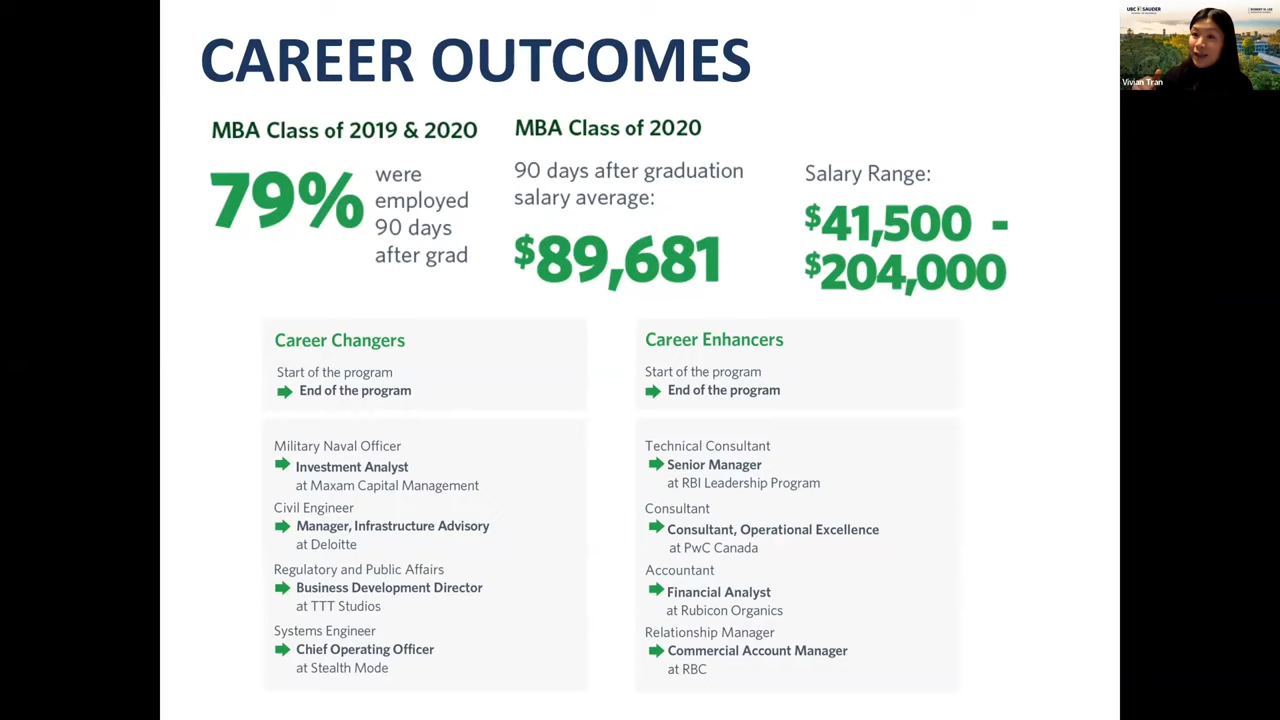 CAREER OUTCOMES
MBA Class of 2019 & 2020
79%
were
employed
90 days
after grad
MBA Class of 2020
90 days after graduation
salary average:
$89,681
Salary Range:
$41,500 -
$204,000
Career Changers
Start of the program
End of the program
Military Naval Officer
Investment Analyst
at Maxam Capital Management
Civil Engineer
Manager, Infrastructure Advisory
at Deloitte
Regulatory and Public Affairs
Business Development Director
at TTT Studios
Systems Engineer
Chief Operating Officer
at Stealth Mode
Career Enhancers
Start of the program
End of the program
Technical Consultant
Senior Manager
at RBI Leadership Program
Consultant
Consultant, Operational Excellence
at PwC Canada
Accountant
Financial Analyst
at Rubicon Organics
Relationship Manager
Commercial Account Manager
at RBC
UBC SAUDER
ROBERT H. LEE
Vivian Tran